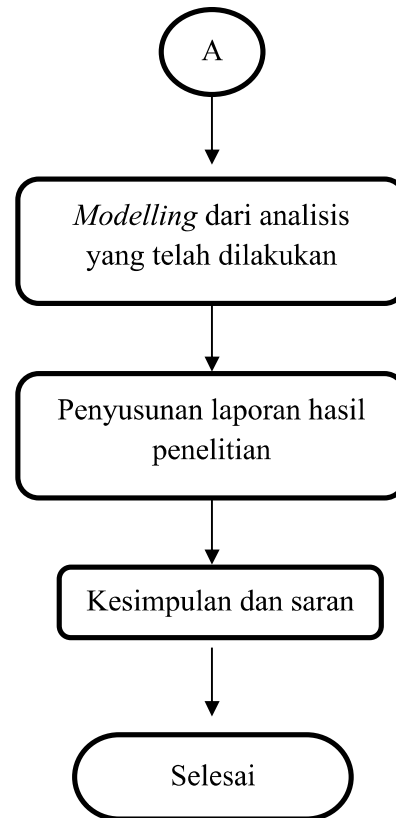 A
Modelling dari analisis
yang telah dilakukan
Penyusunan laporan hasil
penelitian
Kesimpulan dan saran
Selesai